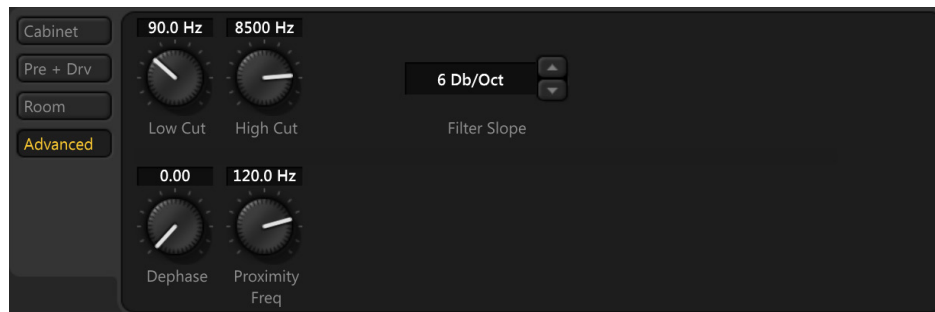 Cabinet
Pre + Drv
Room
Advanced
90.0 Hz
8500 Hz
Low Cut
High Cut
6 Db/Oct
Filter Slope
0.00
120.0 Hz
Dephase
Proximity
Freq